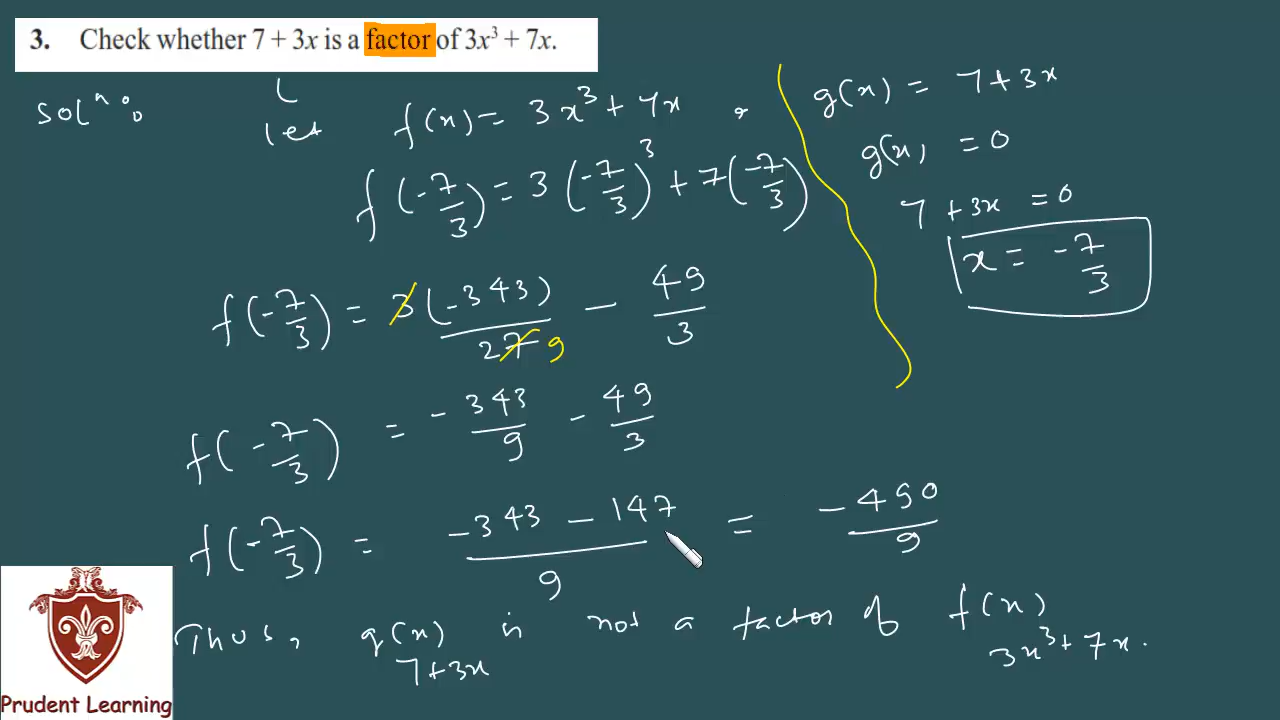 3. Check whether 7 + 3x is a factor of 3x³ + 7x.
Solⁿ:
let f(x) = 3x³ + 7x.
f(-7/3) = 3(-7/3)³ + 7(-7/3)
f(-7/3) = 3(-343)/27 9 - 49/3
f(-7/3) = -343/9 - 49/3
f(-7/3) = -343 - 147/9 = -490/9
Thus, g(x) is not a factor of f(x)
7+3x 3x³+7x.
g(x) = 7+3x
g(x) = 0
7 + 3x = 0
x = -7/3
Prudent Learning